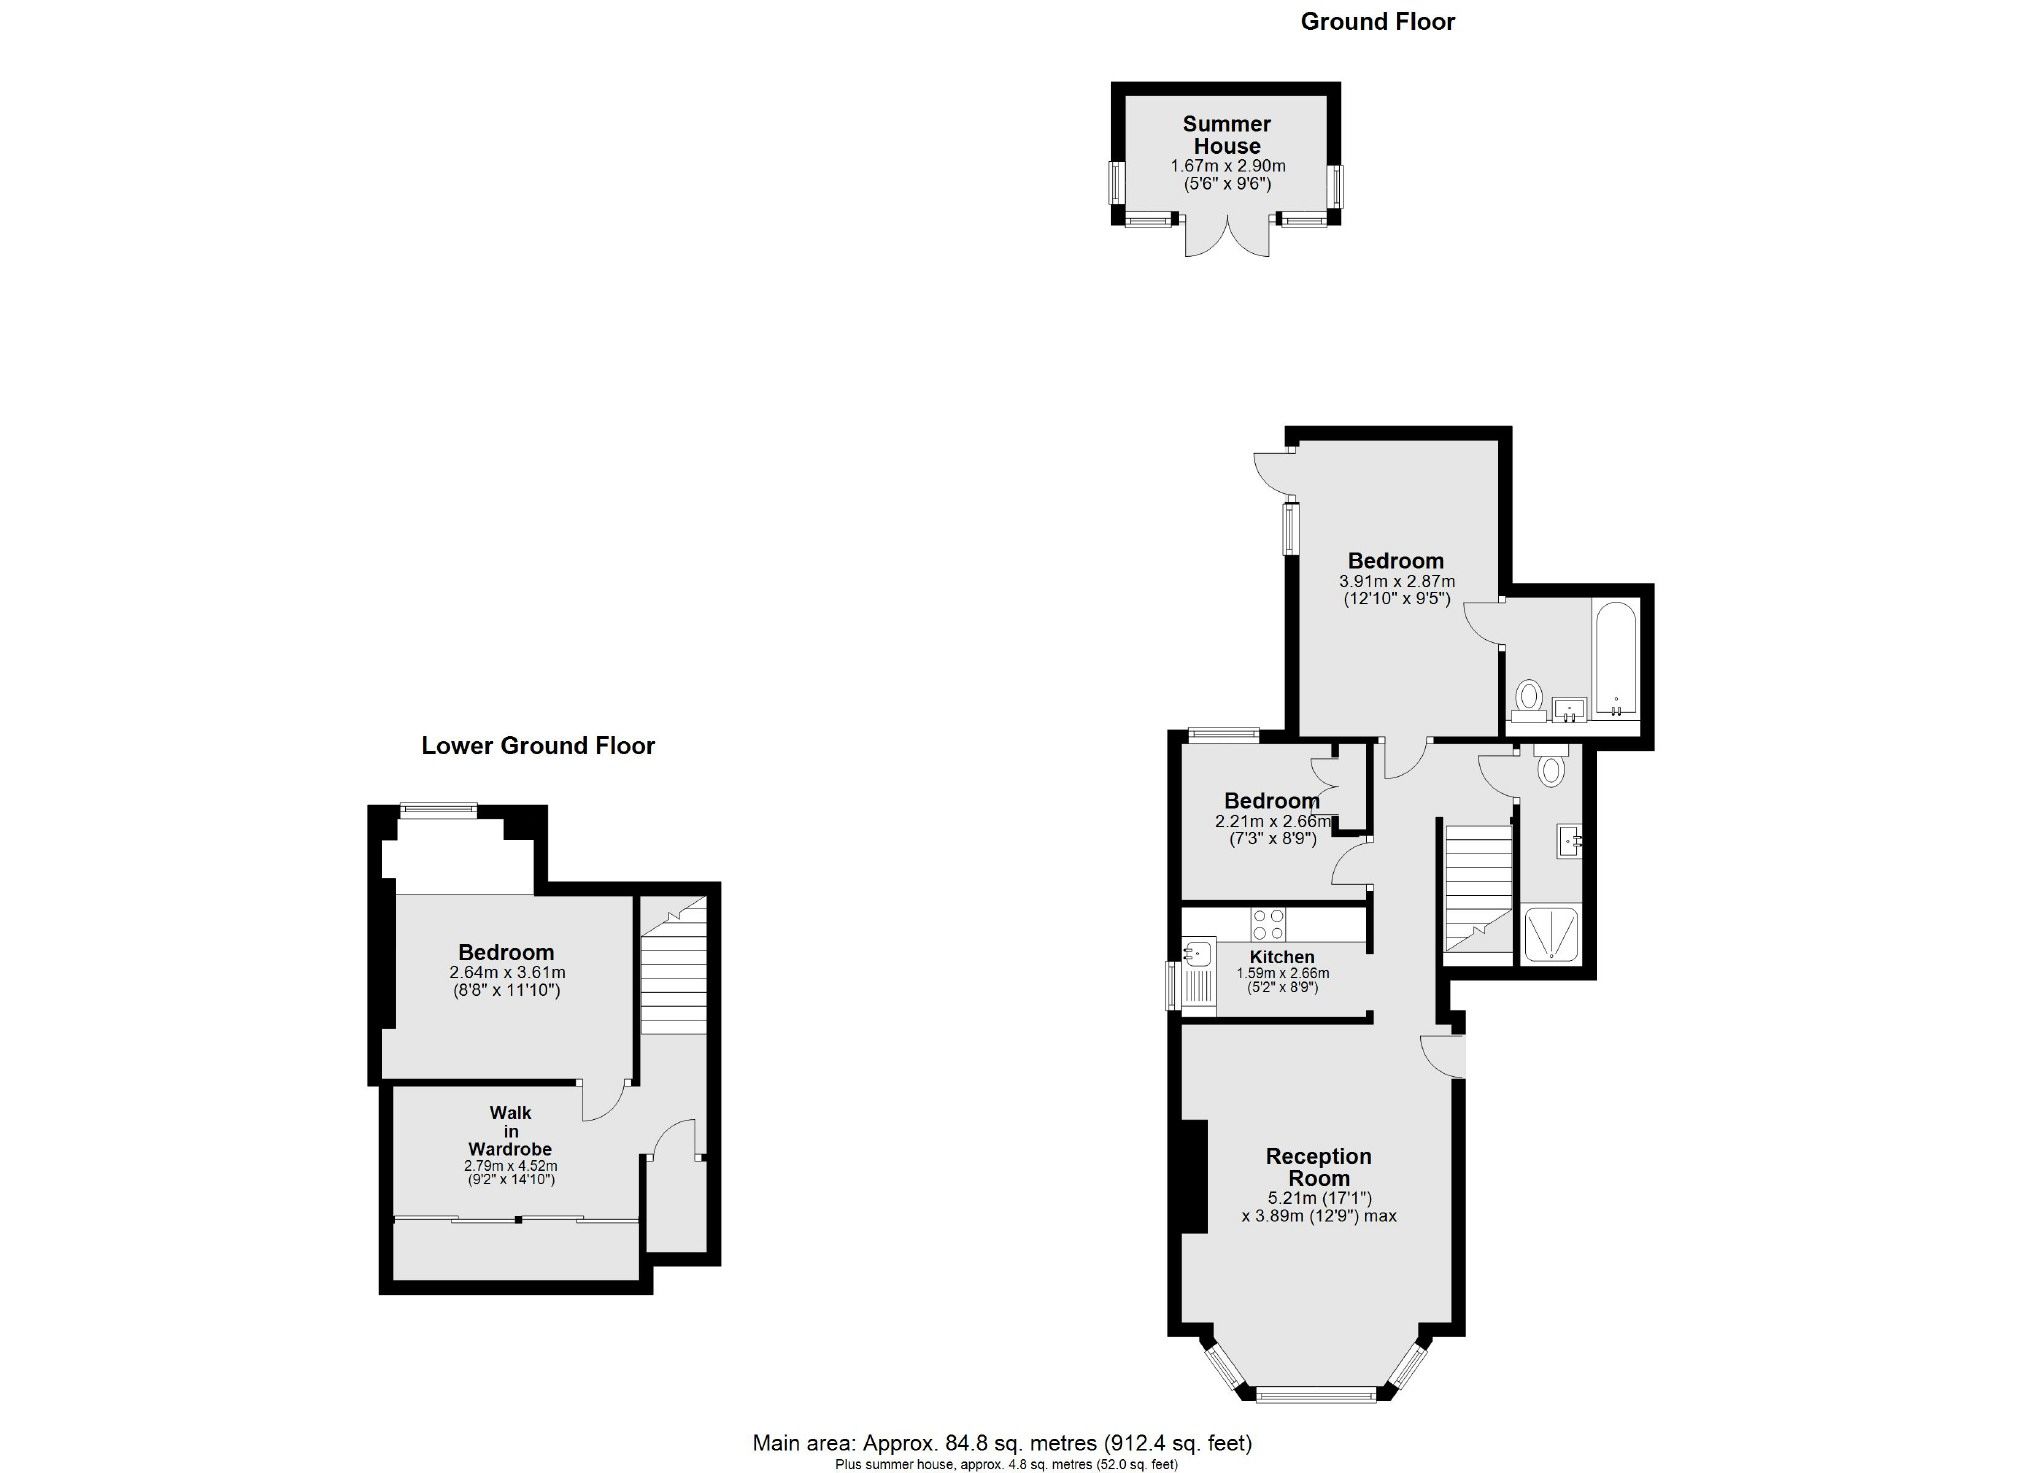 Ground Floor
Summer
House
1.67m x 2.90m
(5'6" x 9'6")
Bedroom
3.91m x 2.87m
(12'10" x 9'5")
Lower Ground Floor
Bedroom
2.21m x 2.66m
(7'3" x 8'9")
Bedroom
2.64m x 3.61m
(8'8" x 11'10")
Kitchen
1.59m x 2.66m
(5'2" x 8'9")
Walk
in
Wardrobe
2.79m x 4.52m
(9'2" x 14'10")
Reception
Room
5.21m (17'1")
x 3.89m (12'9") max
Main area: Approx. 84.8 sq. metres (912.4 sq. feet)
Plus summer house, approx. 4.8 sq. metres (52.0 sq. feet)